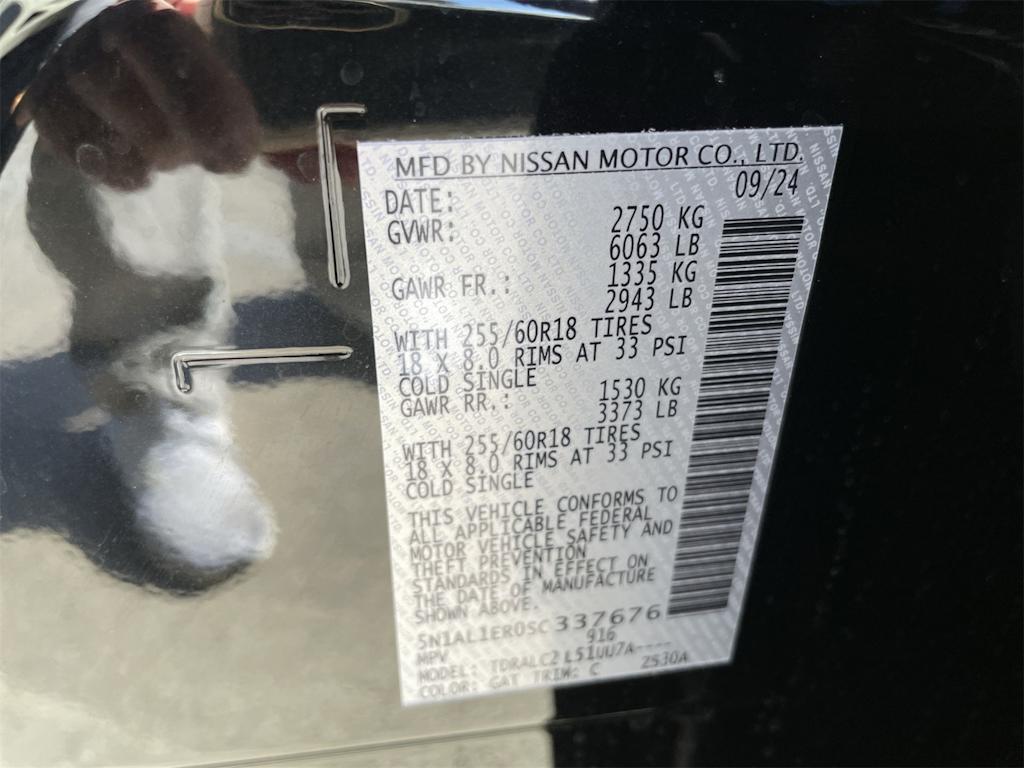 MFD BY NISSAN MOTOR CO., LTD.
DATE: 09/24
GVWR: 2750 KG
6063 LB
GAWR FR.: 1335 KG
2943 LB
WITH 255/60R18 TIRES
18 X 8.0 RIMS AT 33 PSI
COLD SINGLE
GAWR RR.: 1530 KG
3373 LB
WITH 255/60R18 TIRES
18 X 8.0 RIMS AT 33 PSI
COLD SINGLE
THIS VEHICLE CONFORMS TO
ALL APPLICABLE FEDERAL
MOTOR VEHICLE SAFETY AND
THEFT PREVENTION
STANDARDS IN EFFECT ON
THE DATE OF MANUFACTURE
SHOWN ABOVE.
5N1AL1ER0SC337676
MPV 916
MODEL: TDRALC2 L51UU7A----
COLOR: GAT TRIM: C 2530A